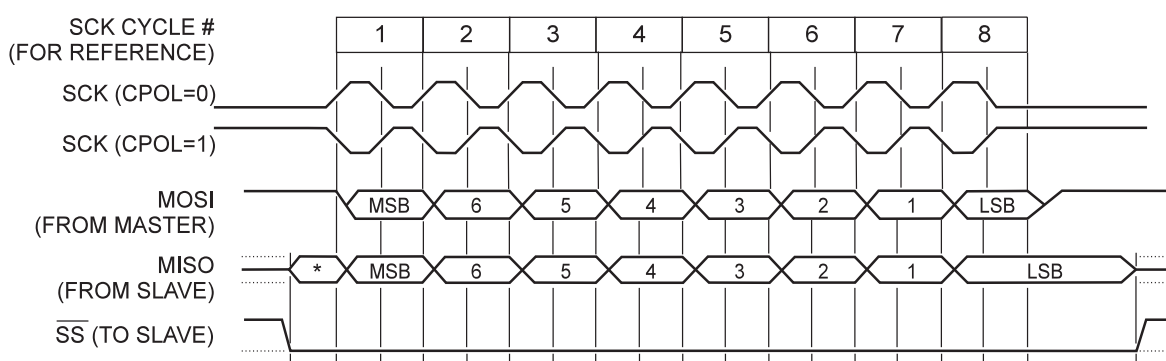 SCK CYCLE #
(FOR REFERENCE)
1 2 3 4 5 6 7 8
SCK (CPOL=0)
SCK (CPOL=1)
MOSI
(FROM MASTER)
MSB 6 5 4 3 2 1 LSB
MISO
(FROM SLAVE)
* MSB 6 5 4 3 2 1 LSB
SS (TO SLAVE)